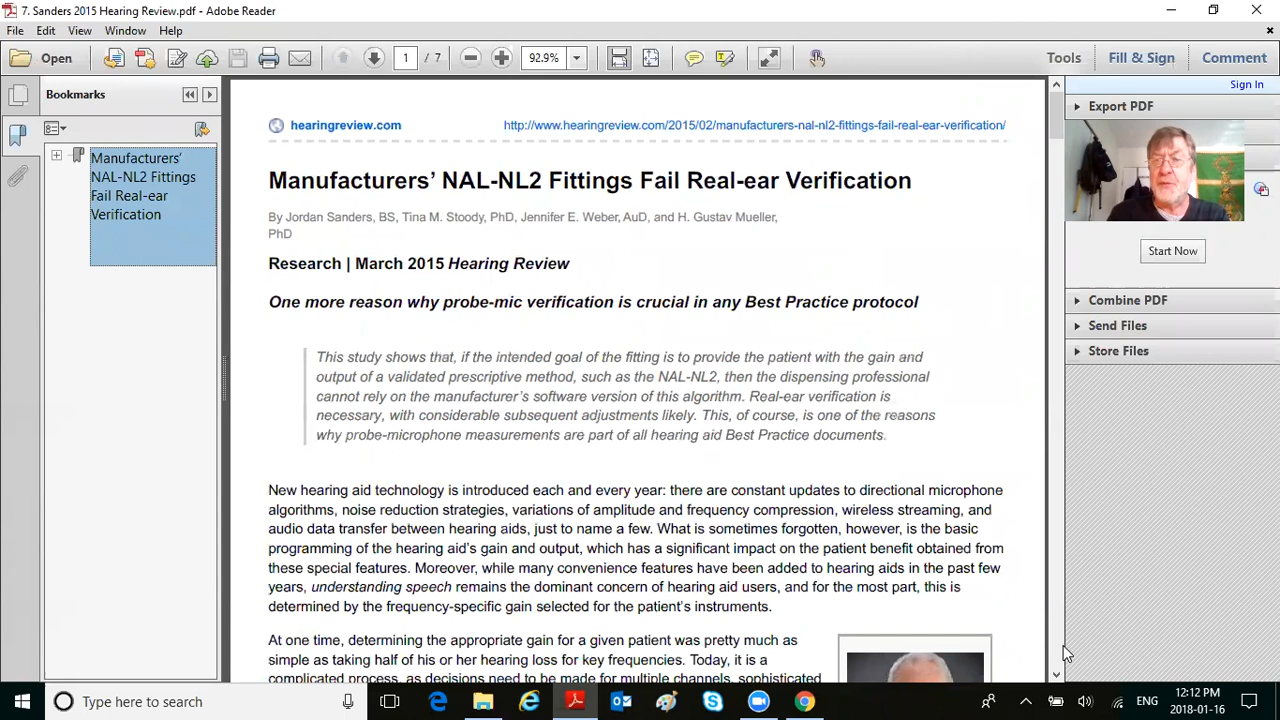 7. Sanders 2015 Hearing Review.pdf - Adobe Reader
File Edit View Window Help
Open 1 / 7 92.9% Tools Fill & Sign Comment
Sign In
Bookmarks
Manufacturers'
NAL-NL2 Fittings
Fail Real-ear
Verification
hearingreview.com http://www.hearingreview.com/2015/02/manufacturers-nal-nl2-fittings-fail-real-ear-verification/
Manufacturers' NAL-NL2 Fittings Fail Real-ear Verification
By Jordan Sanders, BS, Tina M. Stoody, PhD, Jennifer E. Weber, AuD, and H. Gustav Mueller,
PhD
Research | March 2015 Hearing Review
One more reason why probe-mic verification is crucial in any Best Practice protocol
This study shows that, if the intended goal of the fitting is to provide the patient with the gain and
output of a validated prescriptive method, such as the NAL-NL2, then the dispensing professional
cannot rely on the manufacturer's software version of this algorithm. Real-ear verification is
necessary, with considerable subsequent adjustments likely. This, of course, is one of the reasons
why probe-microphone measurements are part of all hearing aid Best Practice documents.
New hearing aid technology is introduced each and every year: there are constant updates to directional microphone
algorithms, noise reduction strategies, variations of amplitude and frequency compression, wireless streaming, and
audio data transfer between hearing aids, just to name a few. What is sometimes forgotten, however, is the basic
programming of the hearing aid's gain and output, which has a significant impact on the patient benefit obtained from
these special features. Moreover, while many convenience features have been added to hearing aids in the past few
years, understanding speech remains the dominant concern of hearing aid users, and for the most part, this is
determined by the frequency-specific gain selected for the patient's instruments.
At one time, determining the appropriate gain for a given patient was pretty much as
simple as taking half of his or her hearing loss for key frequencies. Today, it is a
complicated process, as decisions need to be made for multiple channels, sophisticated
Export PDF
Start Now
Combine PDF
Send Files
Store Files
Type here to search
ENG
12:12 PM
2018-01-16